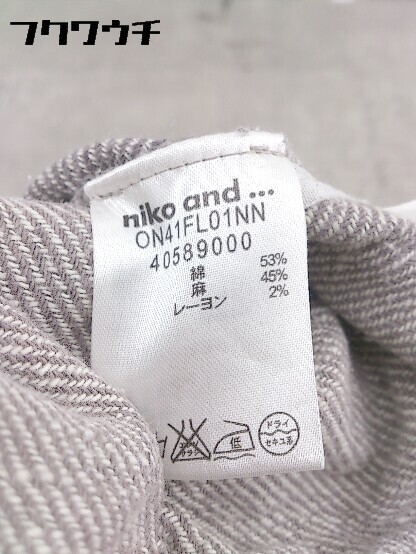 フクワウチ
niko and ...
ON41FL01NN
40589000
綿 53%
麻 45%
レーヨン 2%
低
ドライ
セキユ系